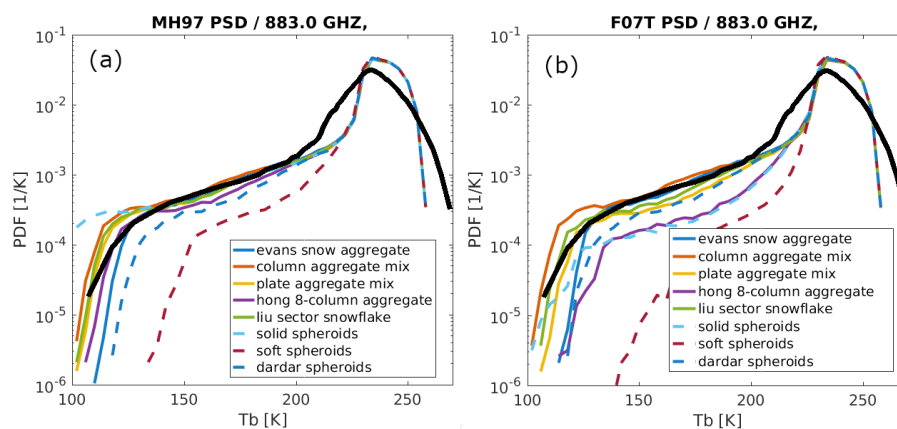 MH97 PSD / 883.0 GHZ,
(a)
PDF [1/K]
10^-1
10^-2
10^-3
10^-4
10^-5
10^-6
evans snow aggregate
column aggregate mix
plate aggregate mix
hong 8-column aggregate
liu sector snowflake
solid spheroids
soft spheroids
dardar spheroids
100 150 200 250
Tb [K]
F07T PSD / 883.0 GHZ,
(b)
PDF [1/K]
10^-1
10^-2
10^-3
10^-4
10^-5
10^-6
evans snow aggregate
column aggregate mix
plate aggregate mix
hong 8-column aggregate
liu sector snowflake
solid spheroids
soft spheroids
dardar spheroids
100 150 200 250
Tb [K]